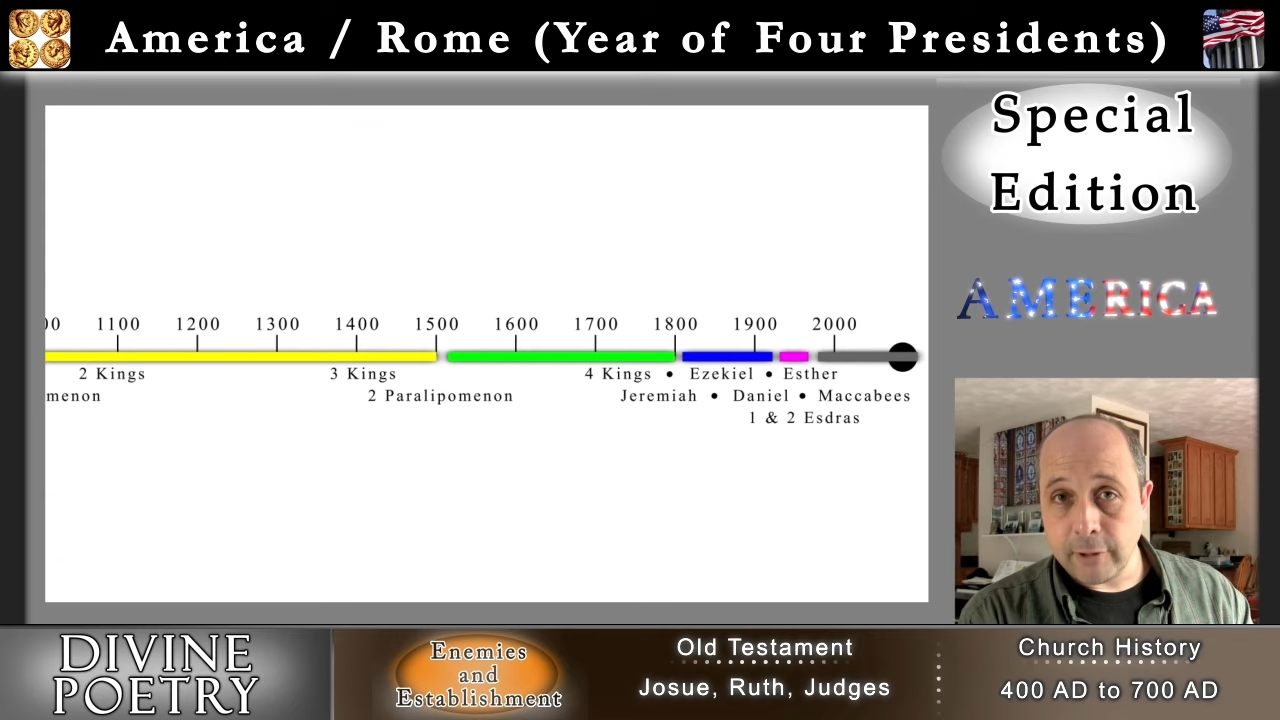 America / Rome (Year of Four Presidents)
Special
Edition
AMERICA
00 1100 1200 1300 1400 1500 1600 1700 1800 1900 2000
2 Kings 3 Kings 4 Kings • Ezekiel • Esther
menon 2 Paralipomenon Jeremiah • Daniel • Maccabees
1 & 2 Esdras
DIVINE
POETRY
Enemies
and
Establishment
Old Testament
Josue, Ruth, Judges
Church History
400 AD to 700 AD